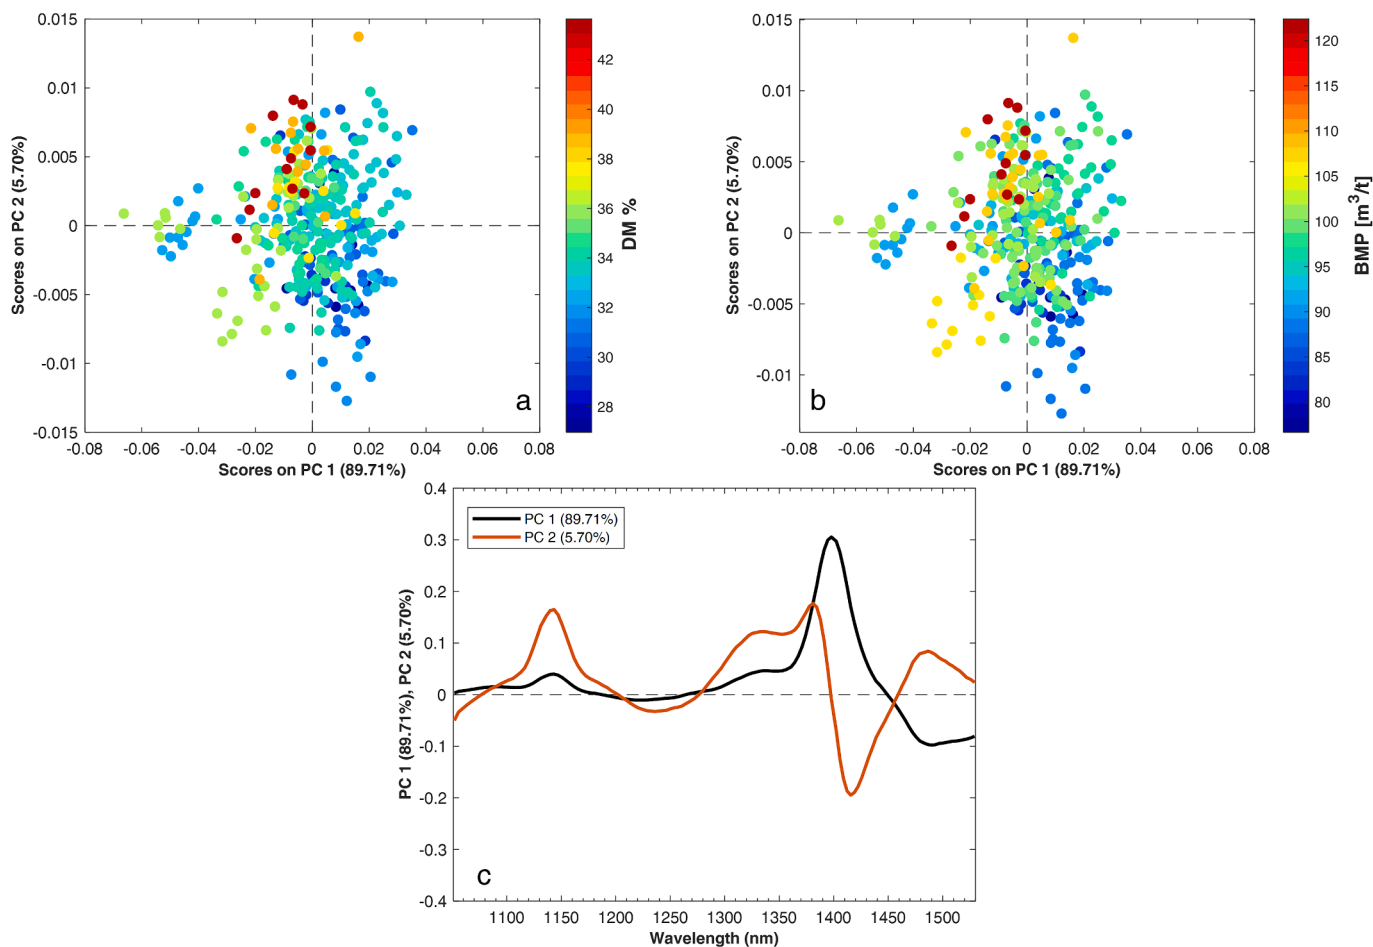 0.015
0.01
0.005
0
-0.005
-0.01
-0.015
-0.08 -0.06 -0.04 -0.02 0 0.02 0.04 0.06 0.08
Scores on PC 1 (89.71%)
Scores on PC 2 (5.70%)
a
42
40
38
36
34
32
30
28
DM %
0.015
0.01
0.005
0
-0.005
-0.01
-0.08 -0.06 -0.04 -0.02 0 0.02 0.04 0.06 0.08
Scores on PC 1 (89.71%)
Scores on PC 2 (5.70%)
b
120
115
110
105
100
95
90
85
80
BMP [m³/t]
0.4
0.3
0.2
0.1
0
-0.1
-0.2
-0.3
-0.4
PC 1 (89.71%), PC 2 (5.70%)
PC 1 (89.71%)
PC 2 (5.70%)
c
1100 1150 1200 1250 1300 1350 1400 1450 1500
Wavelength (nm)